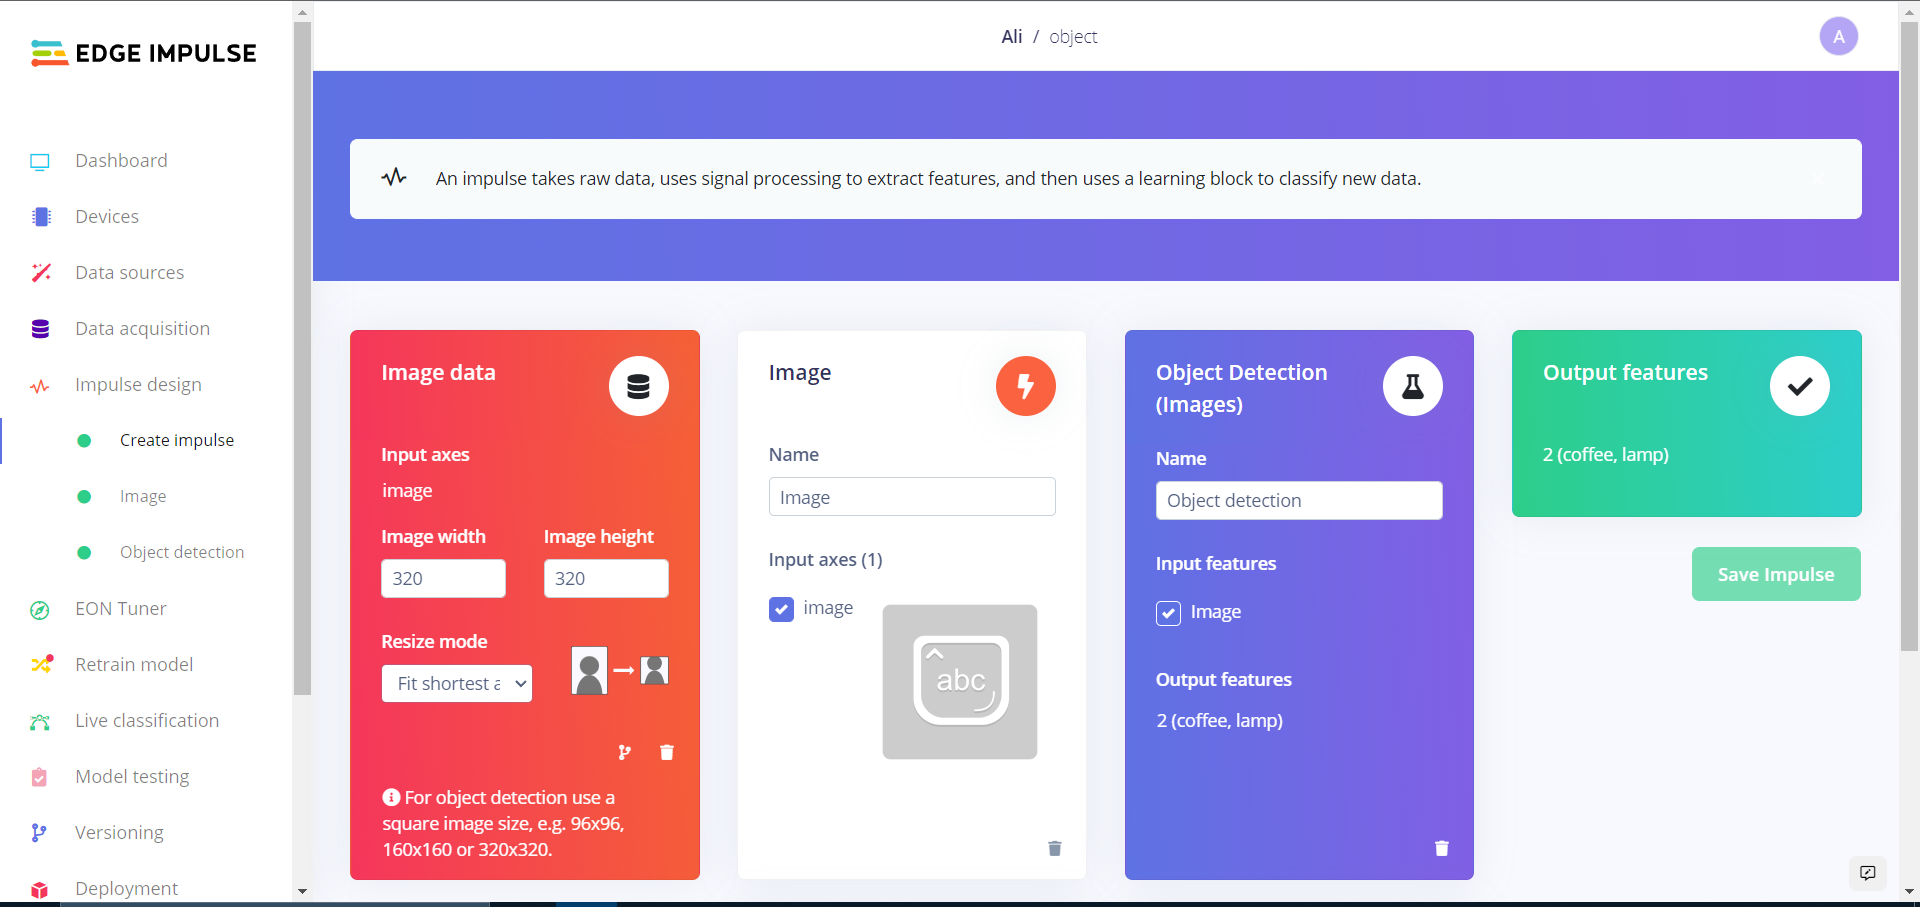 EDGE IMPULSE
Ali / object
A
Dashboard
Devices
Data sources
Data acquisition
Impulse design
Create impulse
Image
Object detection
EON Tuner
Retrain model
Live classification
Model testing
Versioning
Deployment
An impulse takes raw data, uses signal processing to extract features, and then uses a learning block to classify new data.
Image data
Input axes
image
Image width
Image height
320
320
Resize mode
Fit shortest a
For object detection use a
square image size, e.g. 96x96,
160x160 or 320x320.
Image
Name
Image
Input axes (1)
image
abc
Object Detection
(Images)
Name
Object detection
Input features
Image
Output features
2 (coffee, lamp)
Output features
2 (coffee, lamp)
Save Impulse